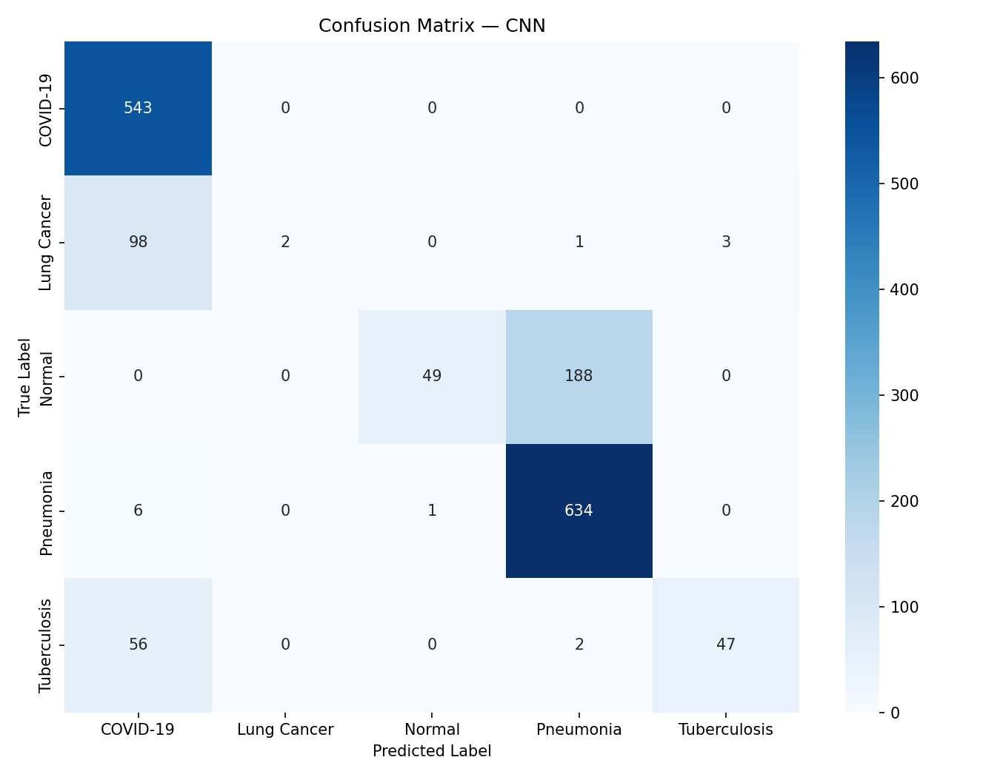 Confusion Matrix — CNN
True Label
COVID-19
543 0 0 0 0
Lung Cancer
98 2 0 1 3
Normal
0 0 49 188 0
Pneumonia
6 0 1 634 0
Tuberculosis
56 0 0 2 47
COVID-19 Lung Cancer Normal Pneumonia Tuberculosis
Predicted Label
600
500
400
300
200
100
0